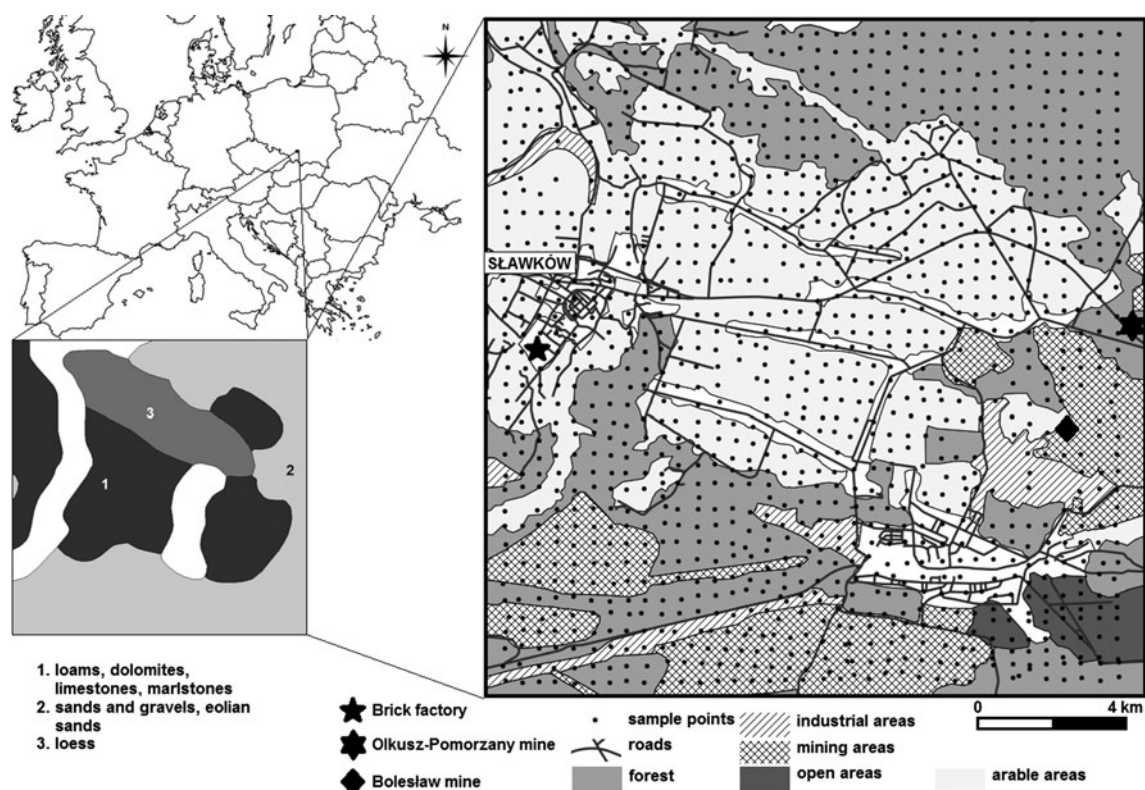 N
SŁAWKÓW
3
2
1
1. loams, dolomites,
limestones, marlstones
2. sands and gravels, eolian
sands
3. loess
Brick factory
Olkusz-Pomorzany mine
Bolesław mine
sample points
roads
forest
industrial areas
mining areas
open areas
arable areas
0 4 km